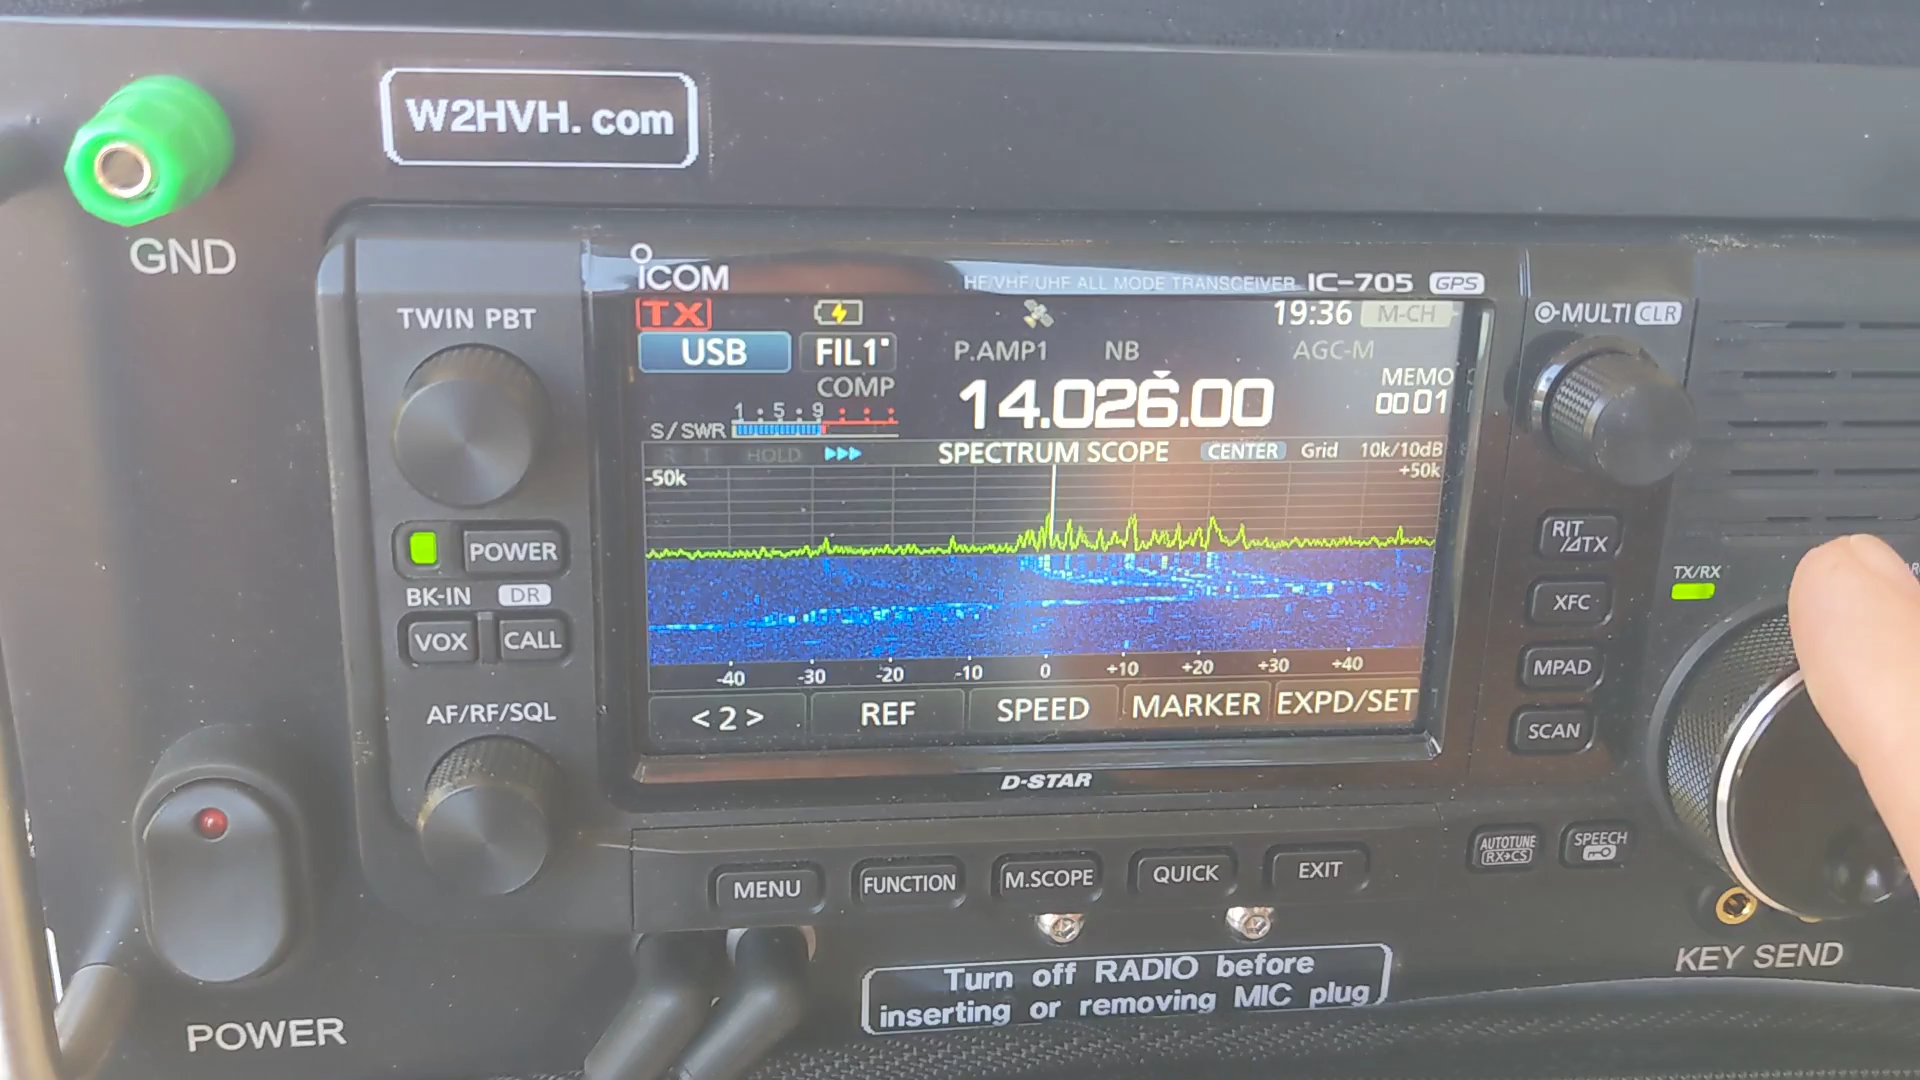 W2HVH. com
GND
ICOM
HF/VHF/UHF ALL MODE TRANSCEIVER IC-705 GPS
TWIN PBT
TX
19:36 M-CH
MULTI CLR
USB FIL1 P.AMP1 NB AGC-M
COMP
14.026.00
MEMO
0001
1 5 9
S/SWR
HOLD SPECTRUM SCOPE CENTER Grid 10k/10dB
-50k +50k
POWER
BK-IN DR
VOX CALL
AF/RF/SQL
-40 -30 -20 -10 0 +10 +20 +30 +40
<2> REF SPEED MARKER EXPD/SET
D-STAR
RIT
/⊿TX
TX/RX
XFC
MPAD
SCAN
AUTOTUNE
RX→CS
SPEECH
MENU FUNCTION M.SCOPE QUICK EXIT
Turn off RADIO before
inserting or removing MIC plug
KEY SEND
POWER